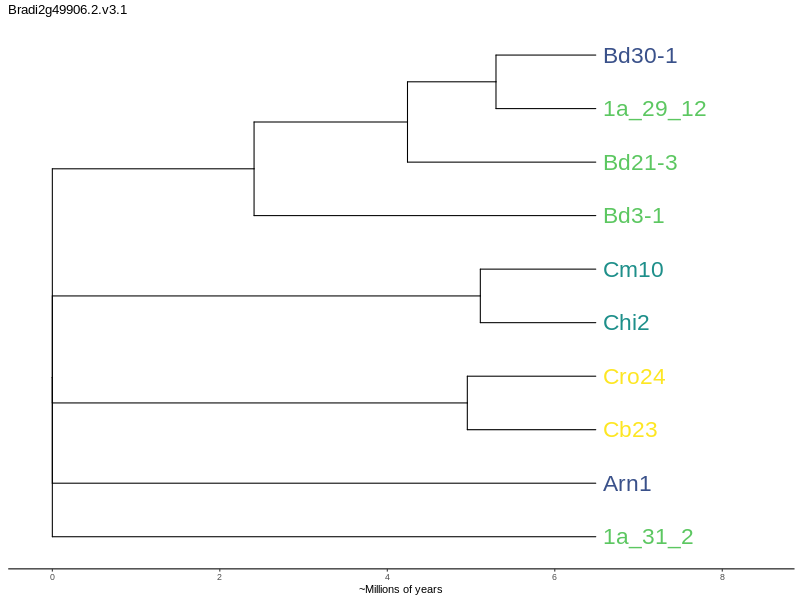 Bradi2g49906.2.v3.1
Bd30-1
1a_29_12
Bd21-3
Bd3-1
Cm10
Chi2
Cro24
Cb23
Arn1
1a_31_2
0 2 4 6 8
~Millions of years